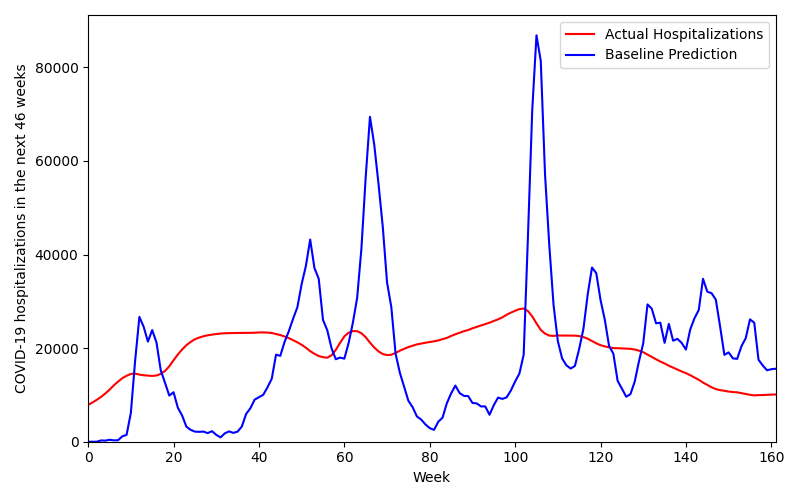 Actual Hospitalizations
Baseline Prediction
COVID-19 hospitalizations in the next 46 weeks
80000
60000
40000
20000
0
0 20 40 60 80 100 120 140 160
Week